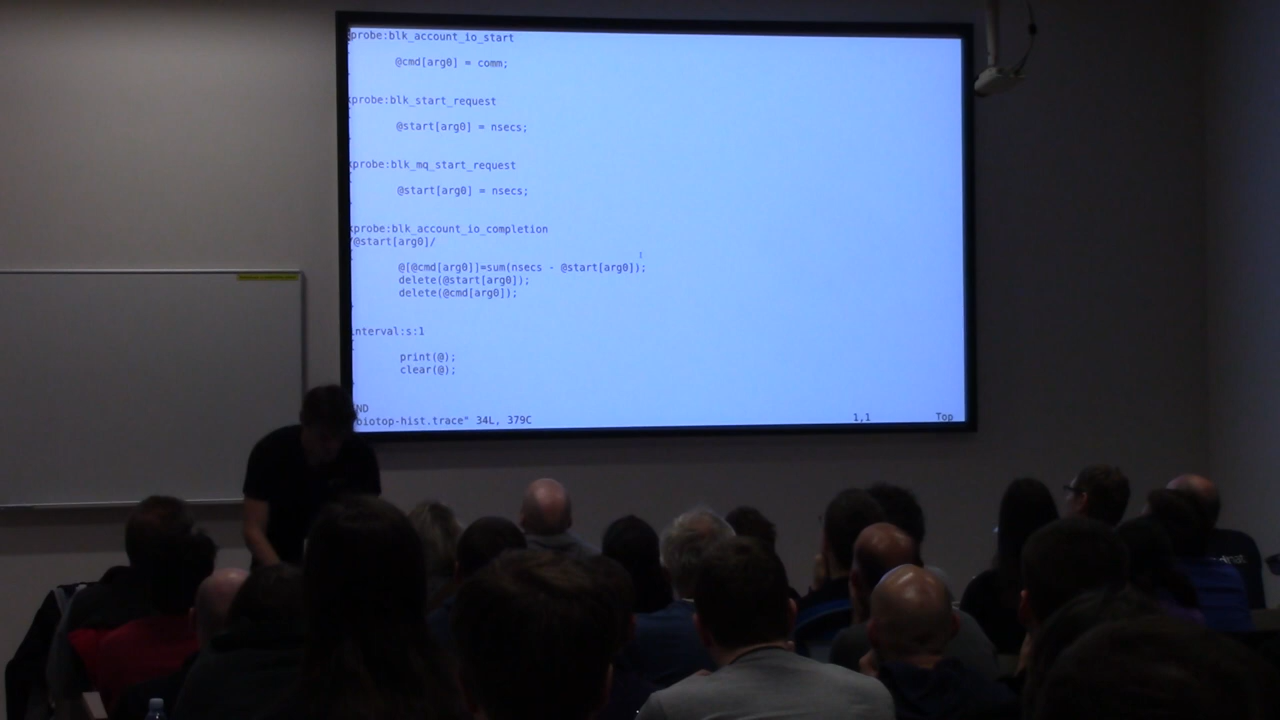 probe:blk_account_io_start
@cmd[arg0] = comm;
kprobe:blk_start_request
@start[arg0] = nsecs;
kprobe:blk_mq_start_request
@start[arg0] = nsecs;
kprobe:blk_account_io_completion
/@start[arg0]/
{
@[@cmd[arg0]]=sum(nsecs - @start[arg0]);
delete(@start[arg0]);
delete(@cmd[arg0]);
interval:s:1
print(@);
clear(@);
ND
biotop-hist.trace" 34L, 379C 1,1 Top